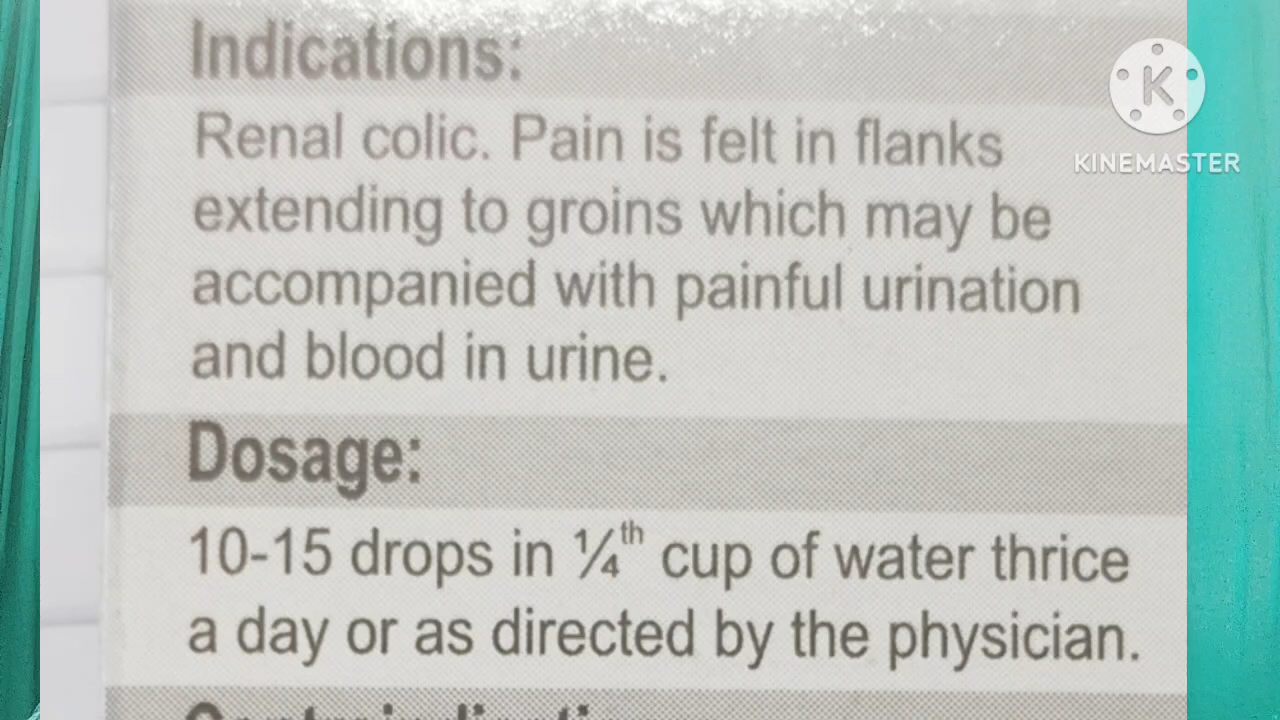 Indications:
Renal colic. Pain is felt in flanks
extending to groins which may be
accompanied with painful urination
and blood in urine.
Dosage:
10-15 drops in ¼th cup of water thrice
a day or as directed by the physician.
K
KINEMASTER